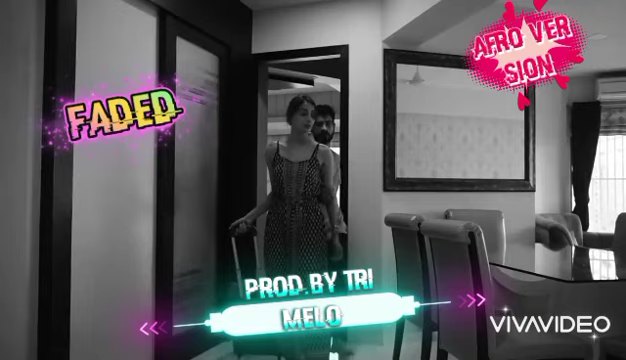 AFRO VER
SION
FADED
PROD.BY TRI
MELO
VIVAVIDEO